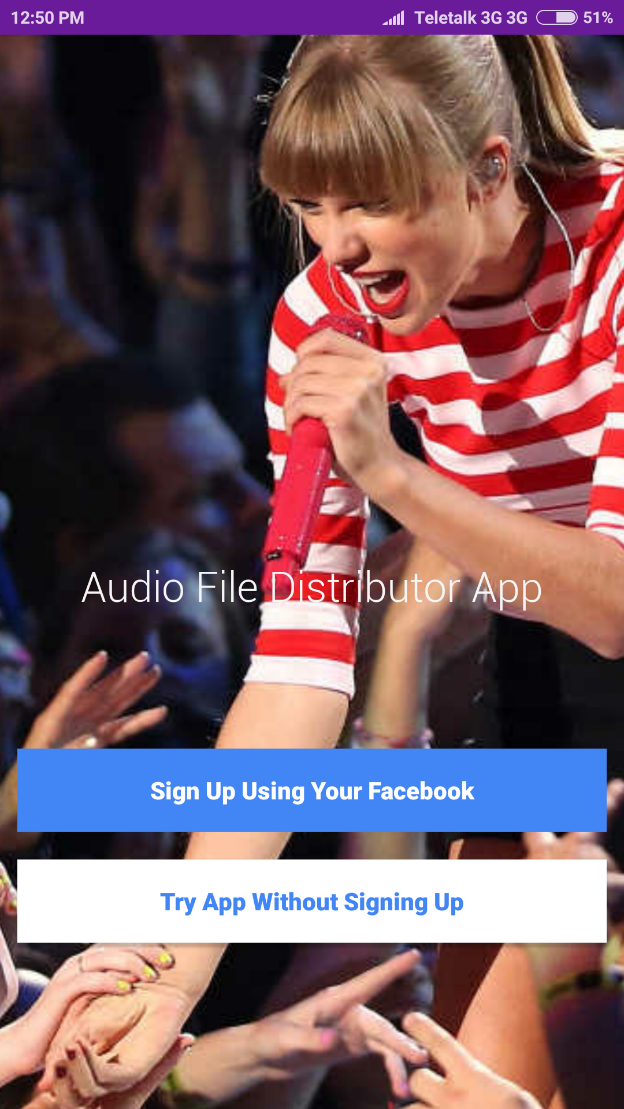 12:50 PM Teletalk 3G 3G 51%
Audio File Distributor App
Sign Up Using Your Facebook
Try App Without Signing Up